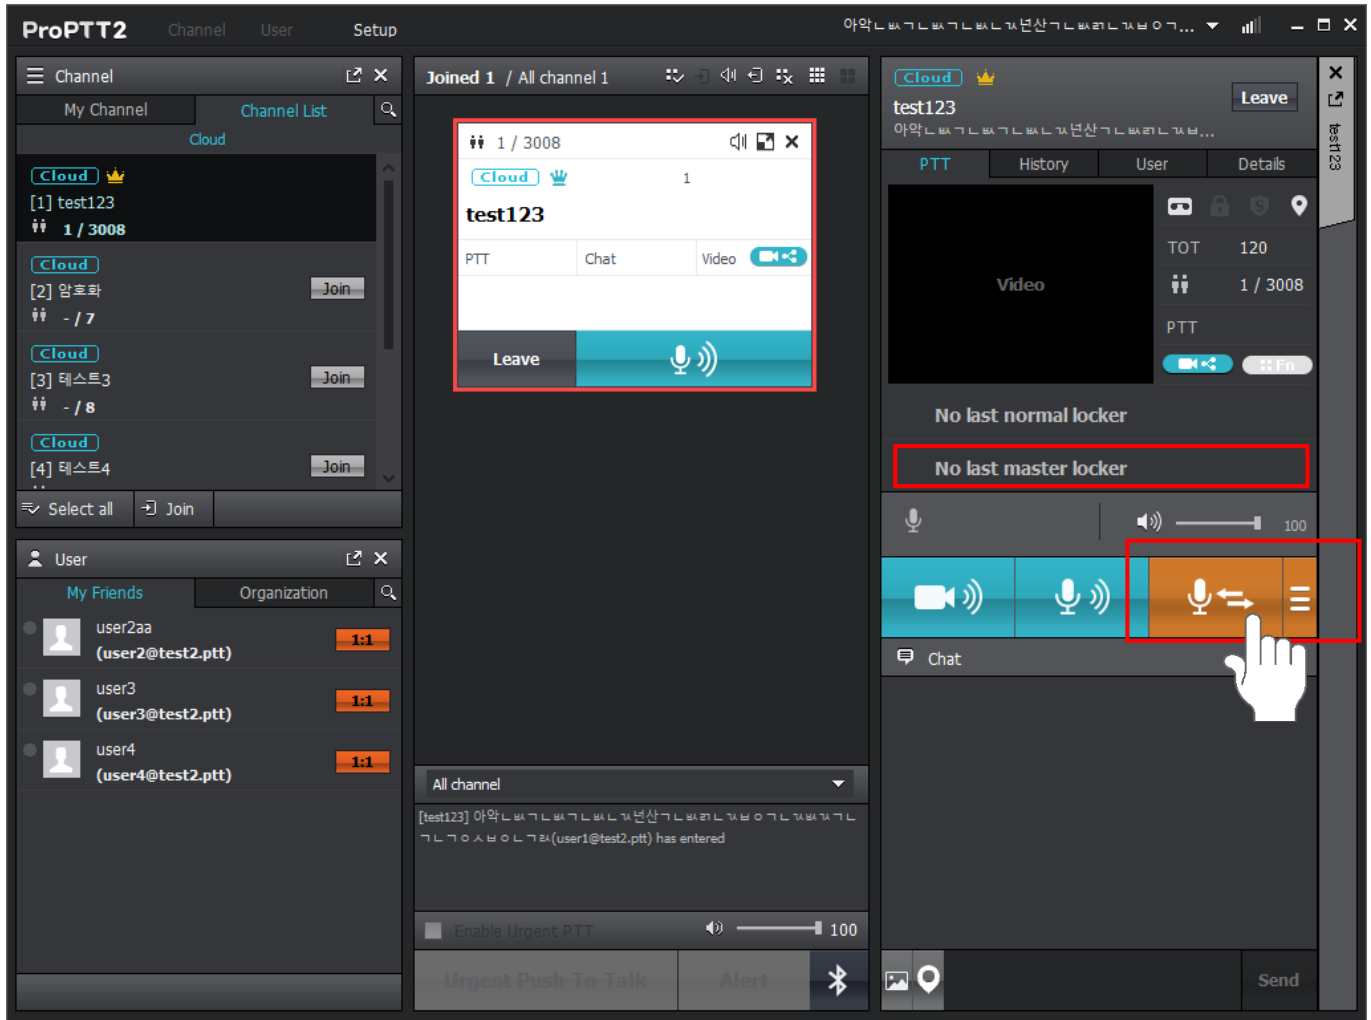 ProPTT2 Channel User Setup
Channel
My Channel Channel List
Cloud
Cloud
[1] test123
1 / 3008
Cloud
[2] 암호화 Join
- / 7
Cloud
[3] 테스트3 Join
- / 8
Cloud
[4] 테스트4 Join
Select all Join
User
My Friends Organization
user2aa
(user2@test2.ptt) 1:1
user3
(user3@test2.ptt) 1:1
user4
(user4@test2.ptt) 1:1
Joined 1 / All channel 1
1 / 3008
Cloud 1
test123
PTT Chat Video
Leave
All channel
(user1@test2.ptt) has entered
Enable Urgent PTT 100
Urgent Push-To-Talk Alert
Cloud
test123 Leave
PTT History User Details
Video
TOT 120
1 / 3008
PTT
Fn
No last normal locker
No last master locker
100
Chat
Send
test123